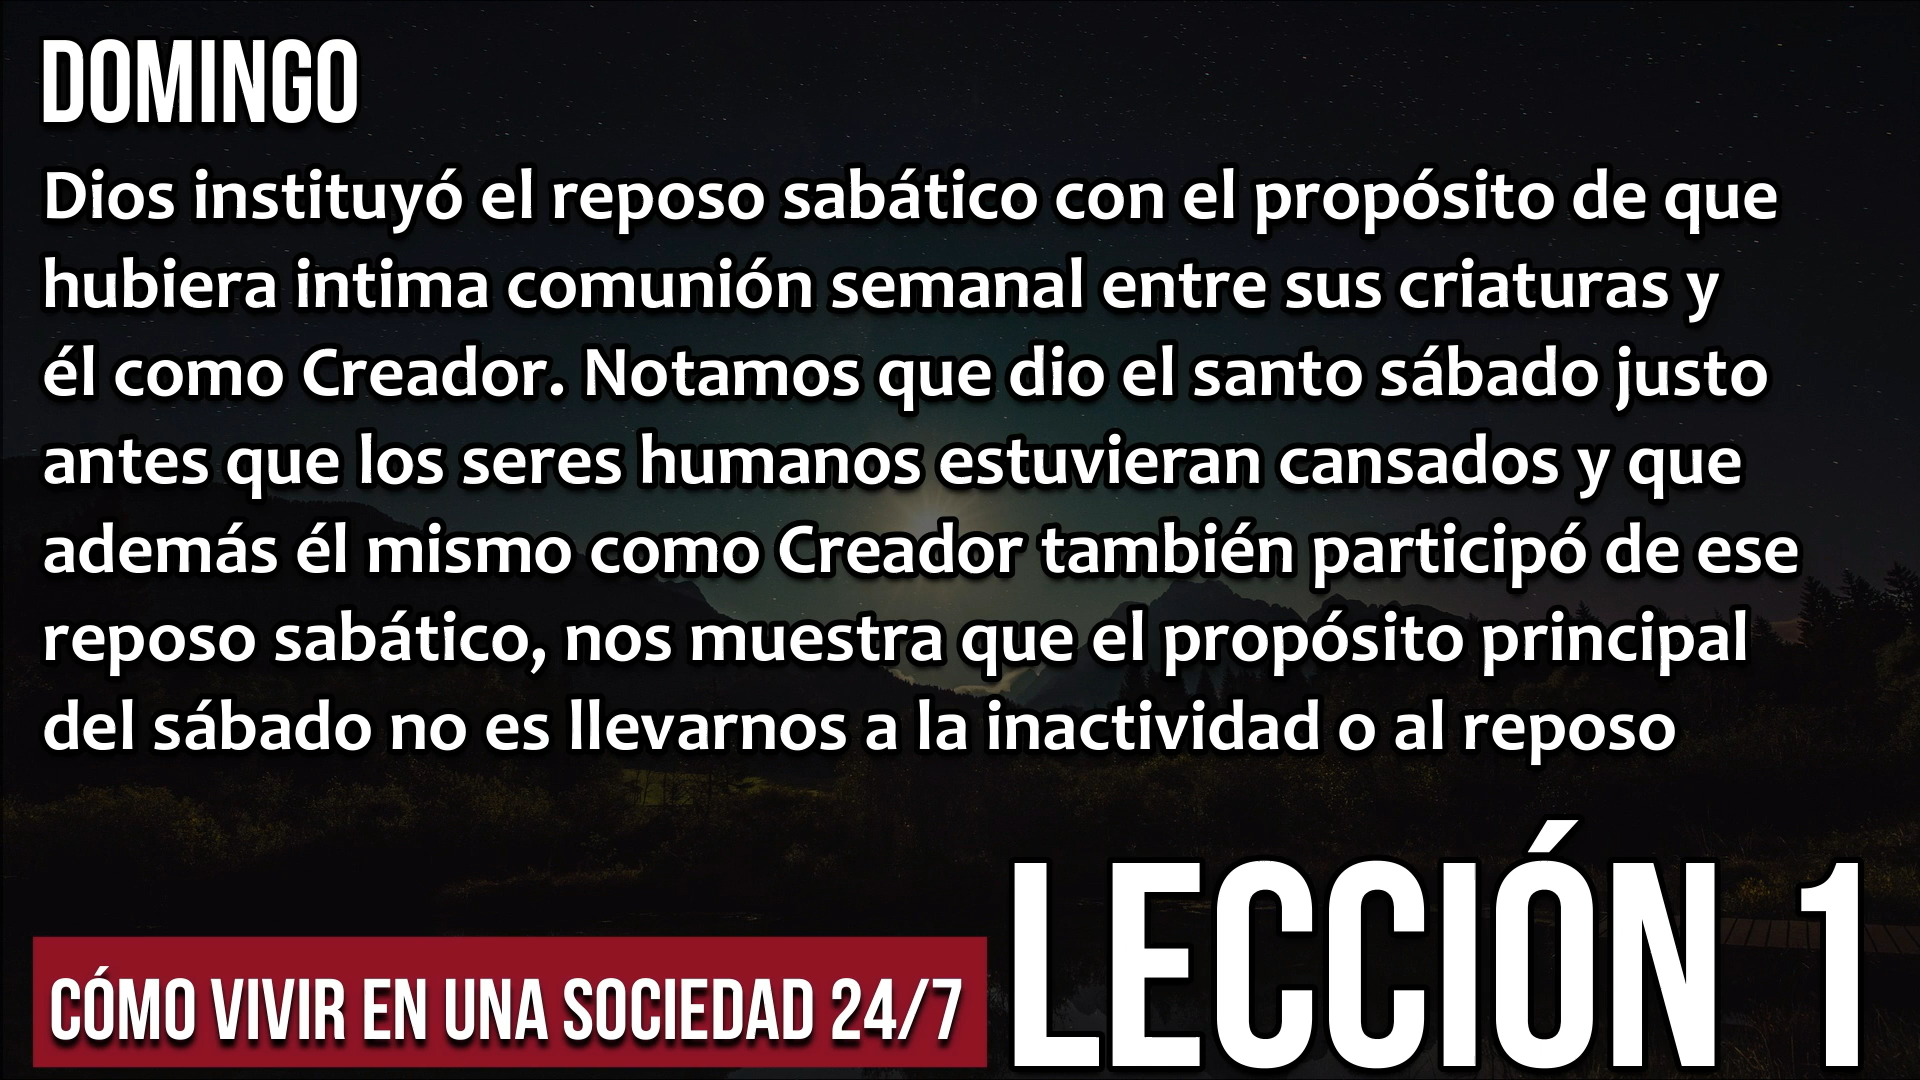 DOMINGO
Dios instituyó el reposo sabático con el propósito de que
hubiera intima comunión semanal entre sus criaturas y
él como Creador. Notamos que dio el santo sábado justo
antes que los seres humanos estuvieran cansados y que
además él mismo como Creador también participó de ese
reposo sabático, nos muestra que el propósito principal
del sábado no es llevarnos a la inactividad o al reposo
CÓMO VIVIR EN UNA SOCIEDAD 24/7
LECCIÓN 1